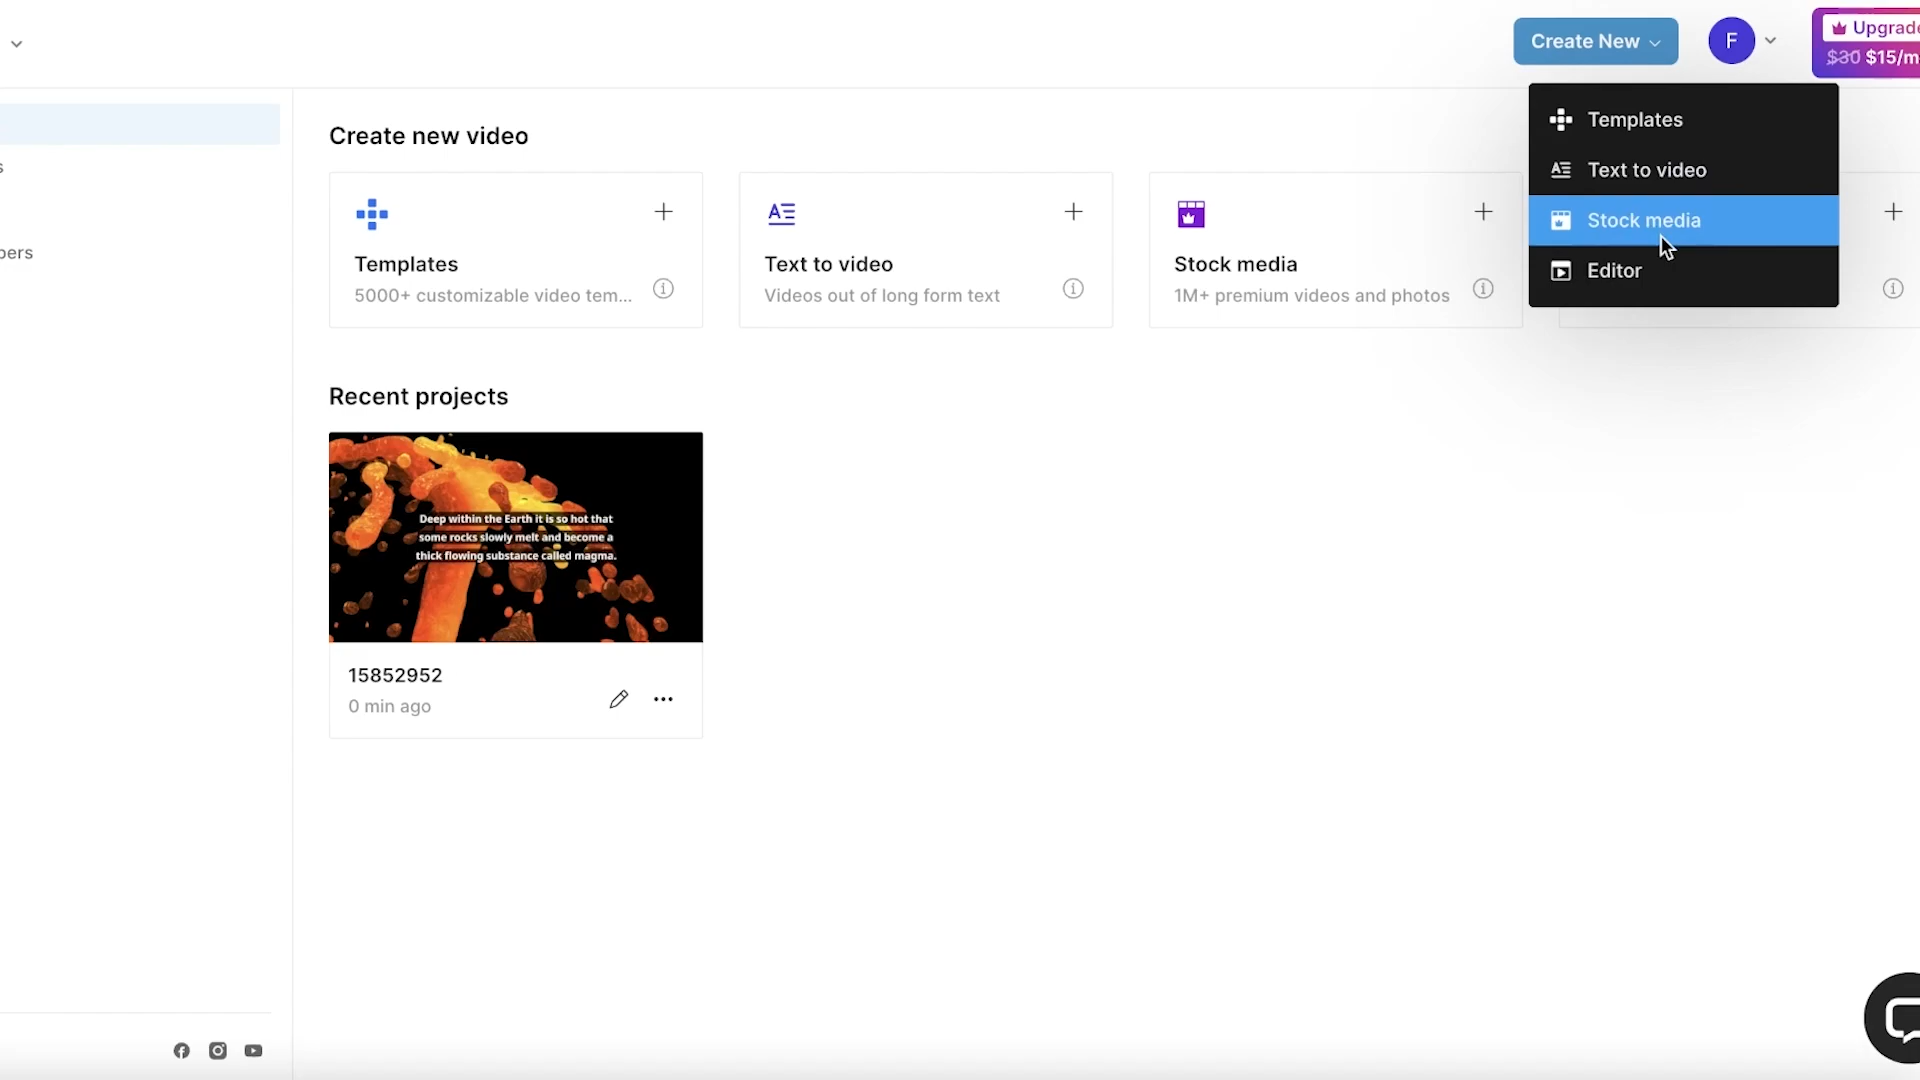 Create New
F
Upgrade
$30 $15/m
Templates
Text to video
Stock media
Editor
s
bers
Create new video
Templates
5000+ customizable video tem...
Text to video
Videos out of long form text
Stock media
1M+ premium videos and photos
Recent projects
Deep within the Earth it is so hot that
some rocks slowly melt and become a
thick flowing substance called magma.
15852952
0 min ago